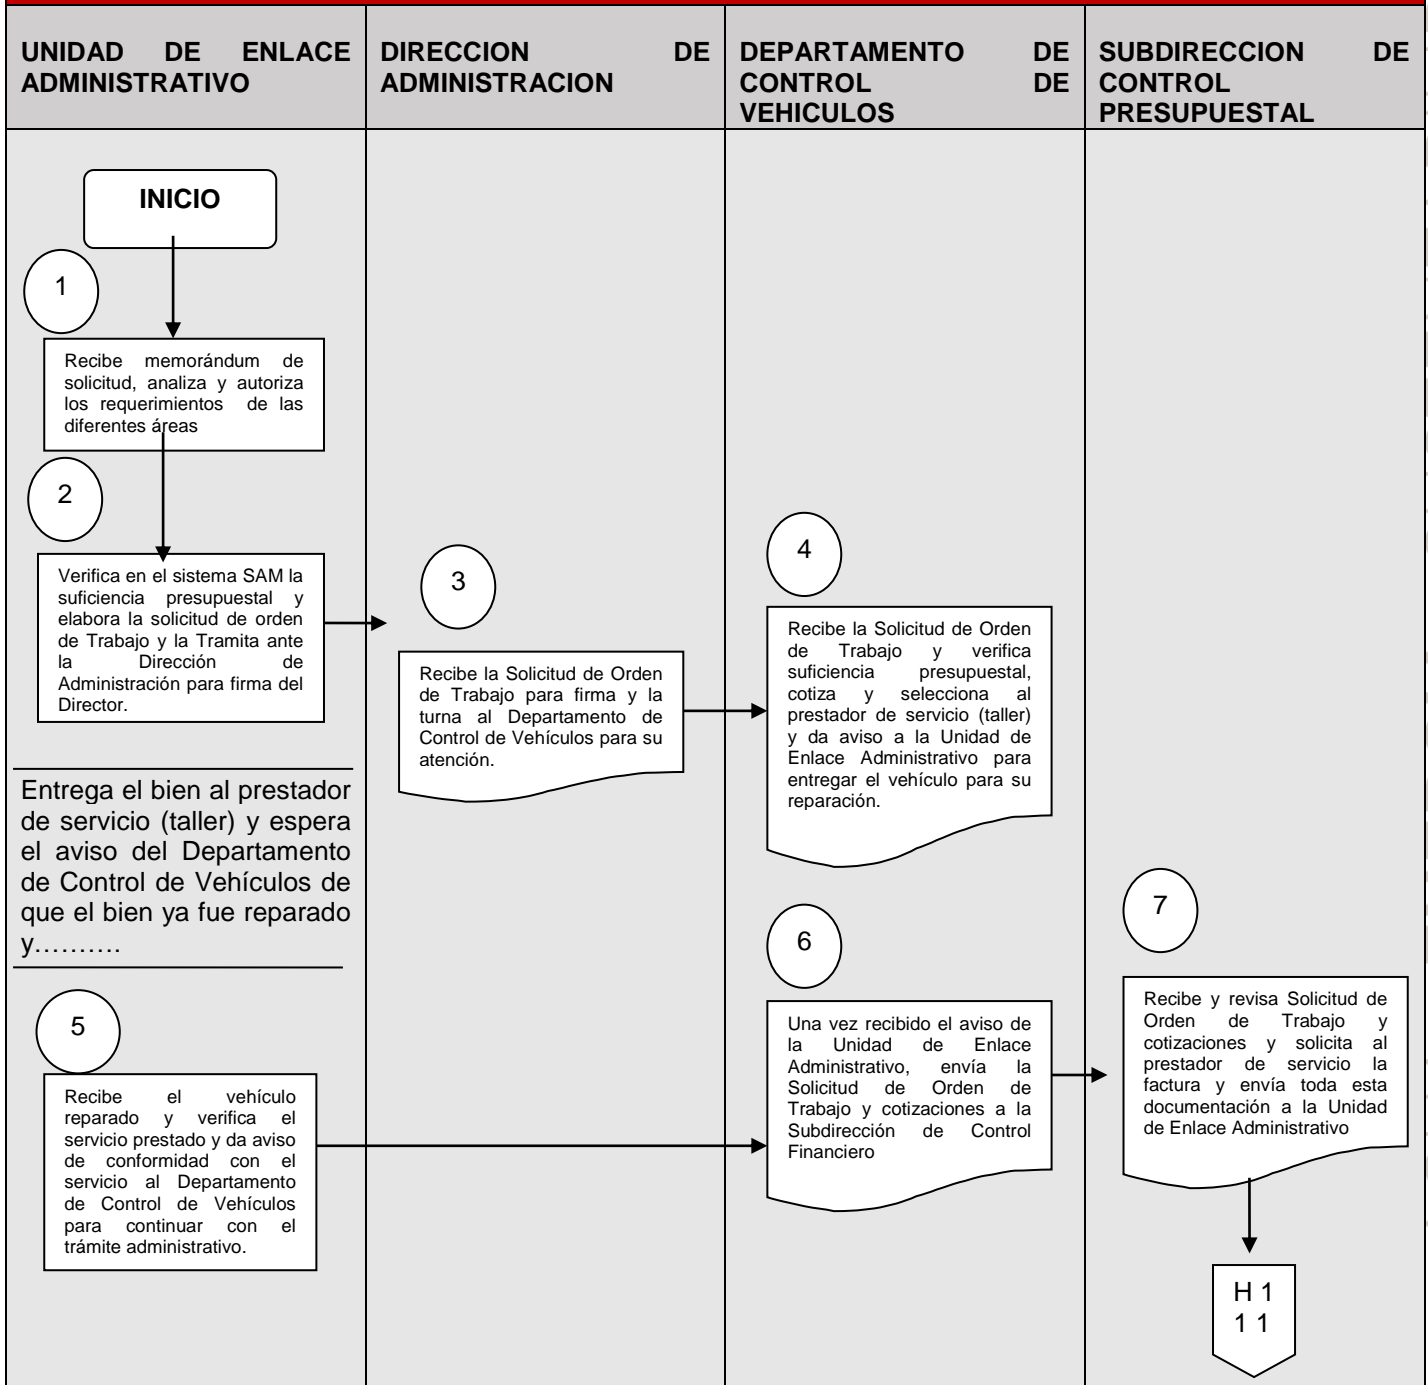 UNIDAD DE ENLACE
ADMINISTRATIVO
DIRECCION DE
ADMINISTRACION
DEPARTAMENTO DE
CONTROL DE
VEHICULOS
SUBDIRECCION DE
CONTROL
PRESUPUESTAL
INICIO
1
Recibe memorándum de
solicitud, analiza y autoriza
los requerimientos de las
diferentes áreas
2
Verifica en el sistema SAM la
suficiencia presupuestal y
elabora la solicitud de orden
de Trabajo y la Tramita ante
la Dirección de
Administración para firma del
Director.
3
Recibe la Solicitud de Orden
de Trabajo para firma y la
turna al Departamento de
Control de Vehículos para su
atención.
4
Recibe la Solicitud de Orden
de Trabajo y verifica
suficiencia presupuestal,
cotiza y selecciona al
prestador de servicio (taller)
y da aviso a la Unidad de
Enlace Administrativo para
entregar el vehículo para su
reparación.
Entrega el bien al prestador
de servicio (taller) y espera
el aviso del Departamento
de Control de Vehículos de
que el bien ya fue reparado
y……….
5
Recibe el vehículo
reparado y verifica el
servicio prestado y da aviso
de conformidad con el
servicio al Departamento
de Control de Vehículos
para continuar con el
trámite administrativo.
6
Una vez recibido el aviso de
la Unidad de Enlace
Administrativo, envía la
Solicitud de Orden de
Trabajo y cotizaciones a la
Subdirección de Control
Financiero
7
Recibe y revisa Solicitud de
Orden de Trabajo y
cotizaciones y solicita al
prestador de servicio la
factura y envía toda esta
documentación a la Unidad
de Enlace Administrativo
H 1
1 1